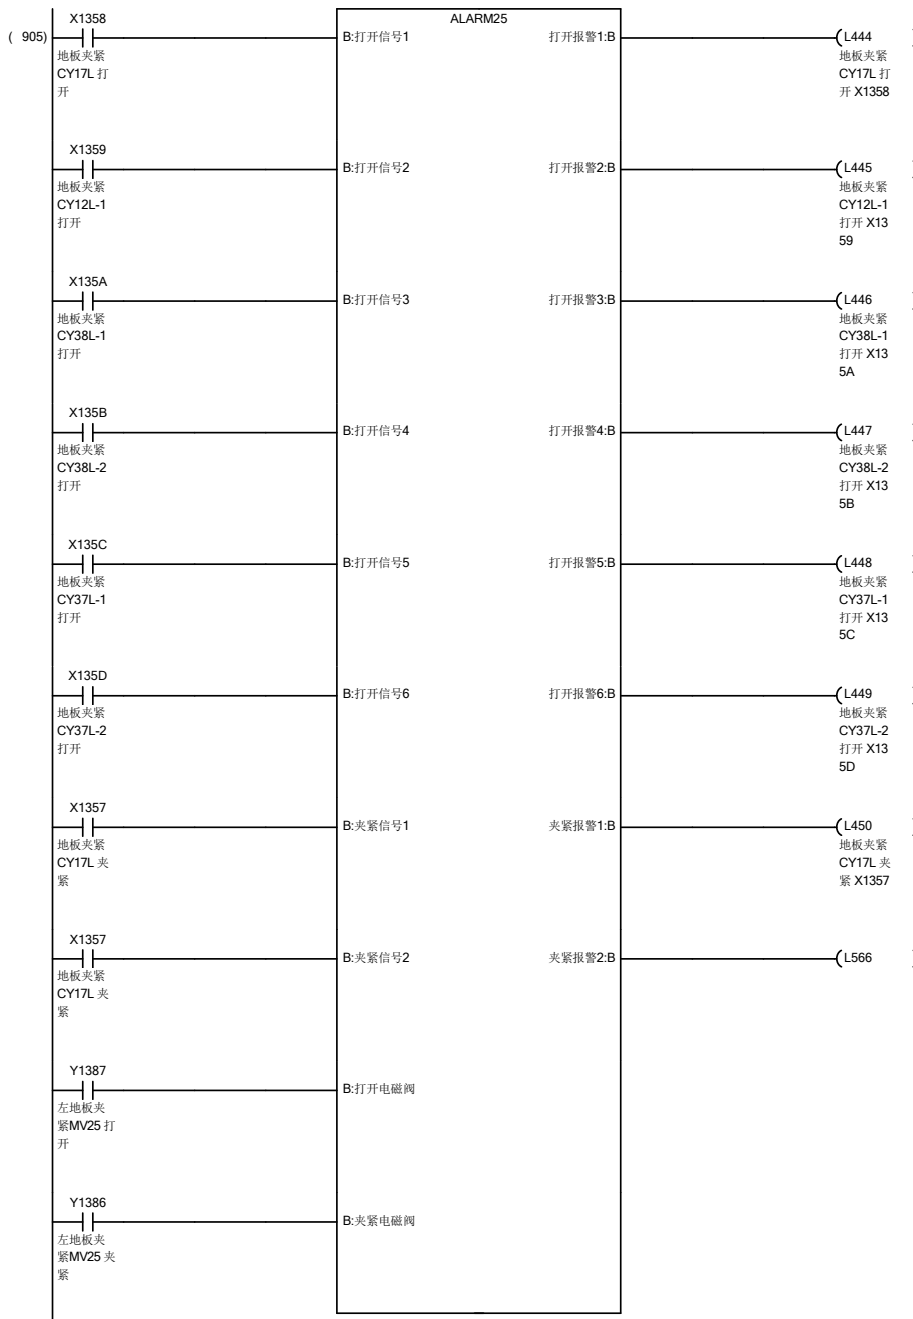 X1358
ALARM25
( 905)
B:打开信号1
打开报警1:B
L444
地板夹紧
CY17L 打
开
地板夹紧
CY17L 打
开 X1358
X1359
B:打开信号2
打开报警2:B
L445
地板夹紧
CY12L-1
打开
地板夹紧
CY12L-1
打开 X13
59
X135A
B:打开信号3
打开报警3:B
L446
地板夹紧
CY38L-1
打开
地板夹紧
CY38L-1
打开 X13
5A
X135B
B:打开信号4
打开报警4:B
L447
地板夹紧
CY38L-2
打开
地板夹紧
CY38L-2
打开 X13
5B
X135C
B:打开信号5
打开报警5:B
L448
地板夹紧
CY37L-1
打开
地板夹紧
CY37L-1
打开 X13
5C
X135D
B:打开信号6
打开报警6:B
L449
地板夹紧
CY37L-2
打开
地板夹紧
CY37L-2
打开 X13
5D
X1357
B:夹紧信号1
夹紧报警1:B
L450
地板夹紧
CY17L 夹
紧
地板夹紧
CY17L 夹
紧 X1357
X1357
B:夹紧信号2
夹紧报警2:B
L566
地板夹紧
CY17L 夹
紧
Y1387
B:打开电磁阀
左地板夹
紧MV25 打
开
Y1386
B:夹紧电磁阀
左地板夹
紧MV25 夹
紧